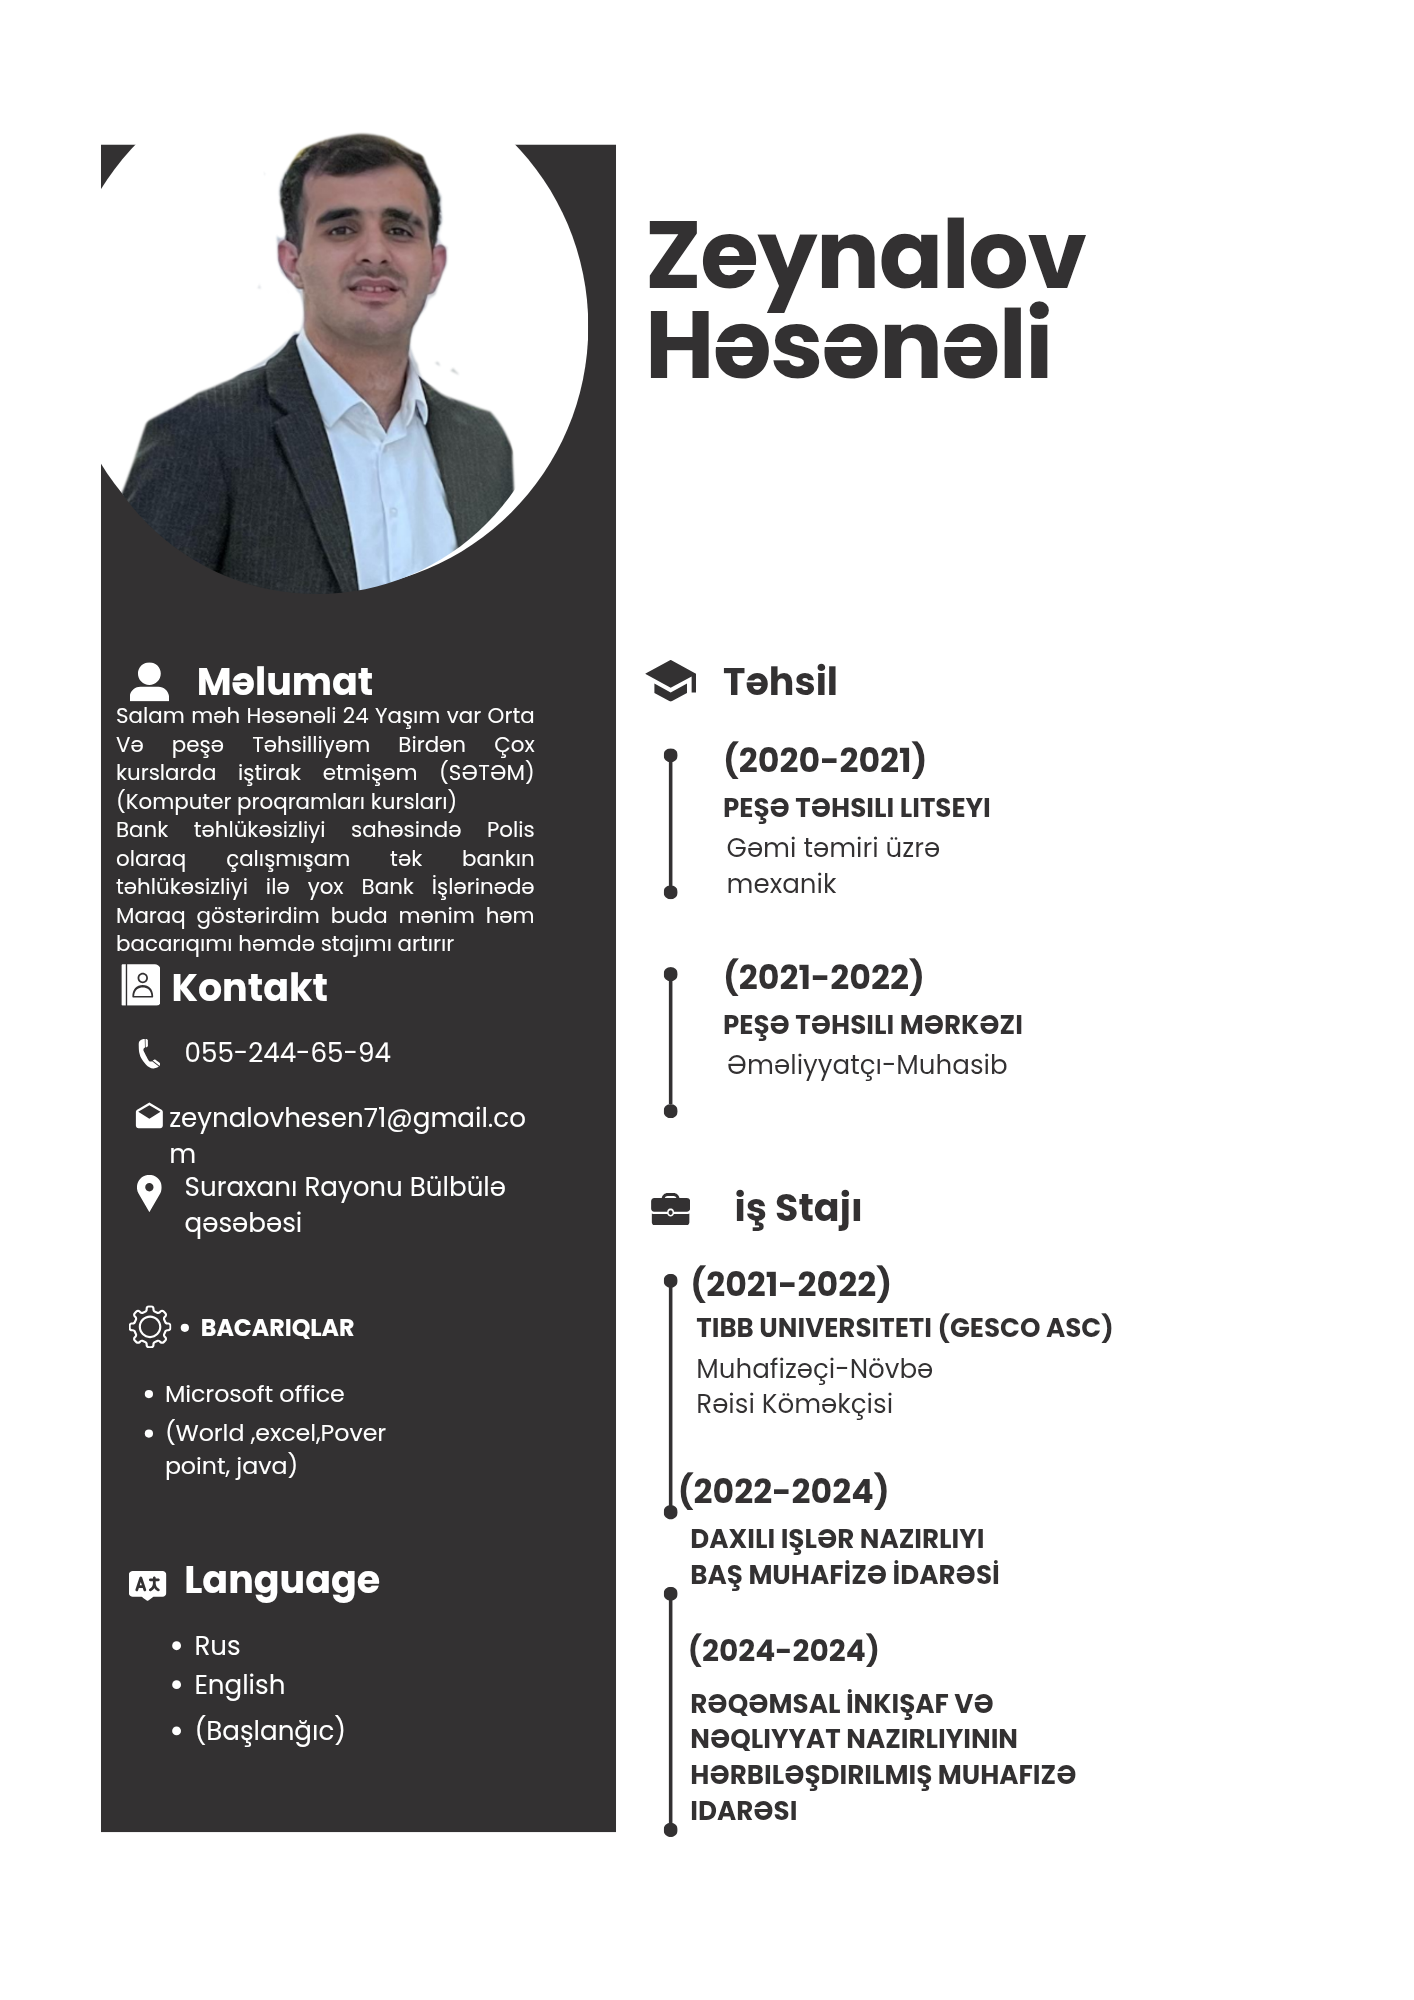 Zeynalov
Həsənəli
Məlumat
Salam məh Həsənəli 24 Yaşım var Orta
Və peşə Təhsilliyəm Birdən Çox
kurslarda iştirak etmişəm (SƏTƏM)
(Komputer proqramları kursları)
Bank təhlükəsizliyi sahəsində Polis
olaraq çalışmışam tək bankın
təhlükəsizliyi ilə yox Bank İşlərinədə
Maraq göstərirdim buda mənim həm
bacarıqımı həmdə stajımı artırır
Kontakt
055-244-65-94
zeynalovhesen71@gmail.co
m
Suraxanı Rayonu Bülbülə
qəsəbəsi
• BACARIQLAR
• Microsoft office
• (World ,excel,Pover
point, java)
Language
• Rus
• English
• (Başlanğıc)
Təhsil
(2020-2021)
PEŞƏ TƏHSILI LITSEYI
Gəmi təmiri üzrə
mexanik
(2021-2022)
PEŞƏ TƏHSILI MƏRKƏZI
Əməliyyatçı-Muhasib
iş Stajı
(2021-2022)
TIBB UNIVERSITETI (GESCO ASC)
Muhafizəçi-Növbə
Rəisi Köməkçisi
(2022-2024)
DAXILI IŞLƏR NAZIRLIYI
BAŞ MUHAFİZƏ İDARƏSİ
(2024-2024)
RƏQƏMSAL İNKIŞAF VƏ
NƏQLIYYAT NAZIRLIYININ
HƏRBILƏŞDIRILMIŞ MUHAFIZƏ
IDARƏSI